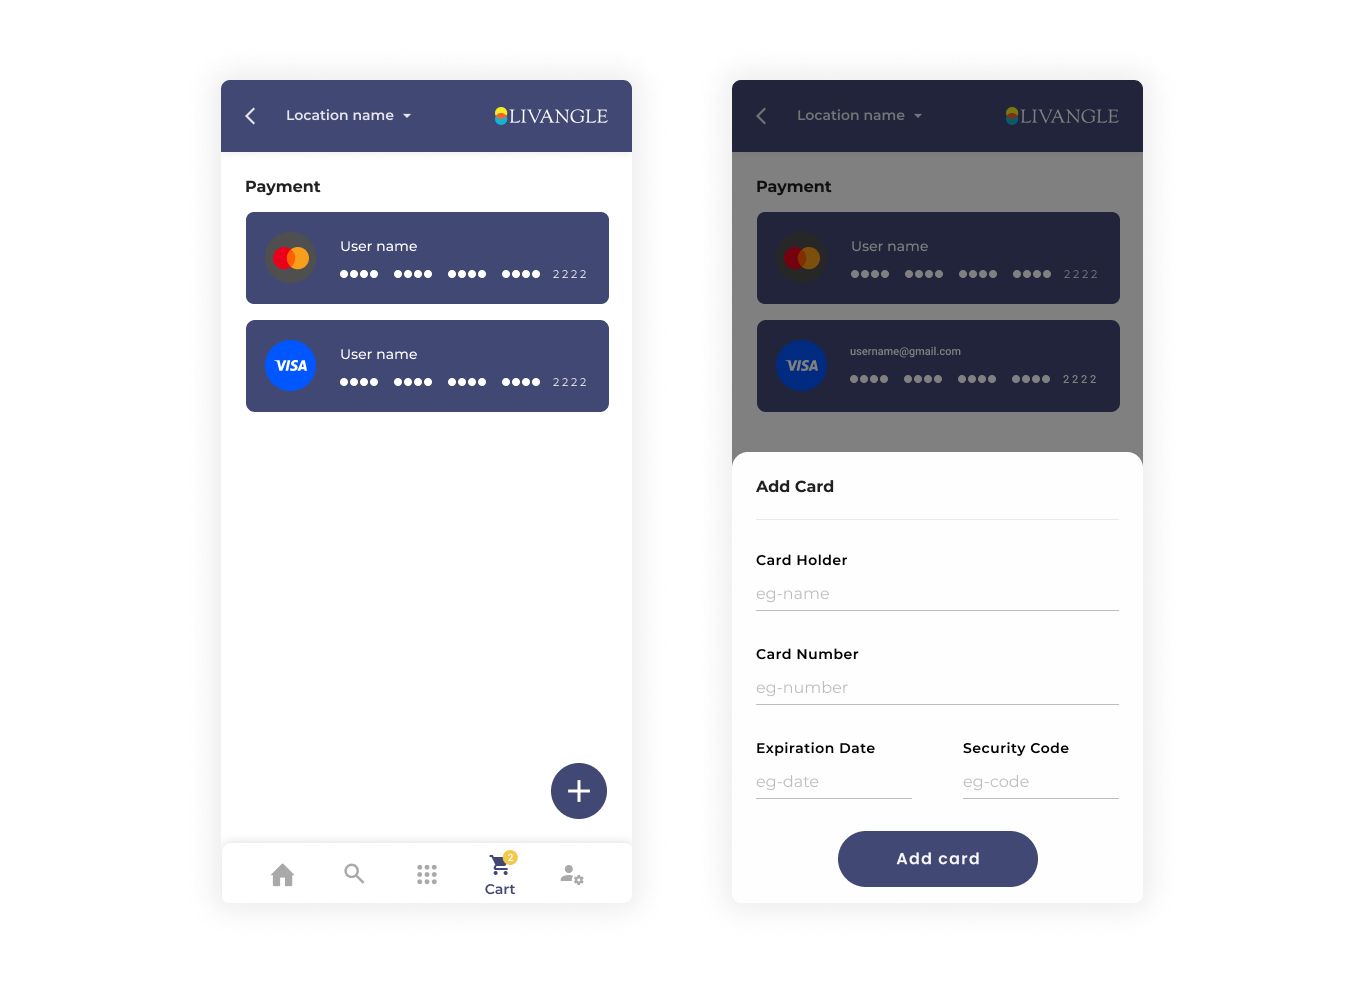 Location name
LIVANGLE
Payment
User name
2222
VISA
User name
2222
2
Cart
Location name
LIVANGLE
Payment
User name
2222
VISA
username@gmail.com
2222
Add Card
Card Holder
eg-name
Card Number
eg-number
Expiration Date
Security Code
eg-date
eg-code
Add card